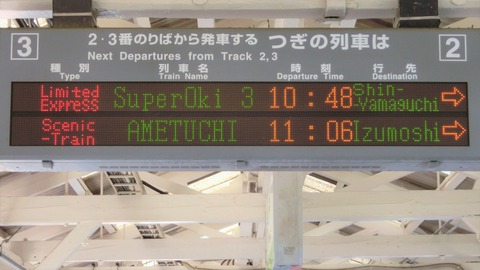 3
2・3番のりばから発車する つぎの列車は
2
Next Departures from Track 2,3
種別 列車名 時刻 行先
Type Train Name Departure Time Destination
Limited Express SuperOki 3 10:48 Shin-Yamaguchi
Scenic-Train AMETUCHI 11:06 Izumoshi